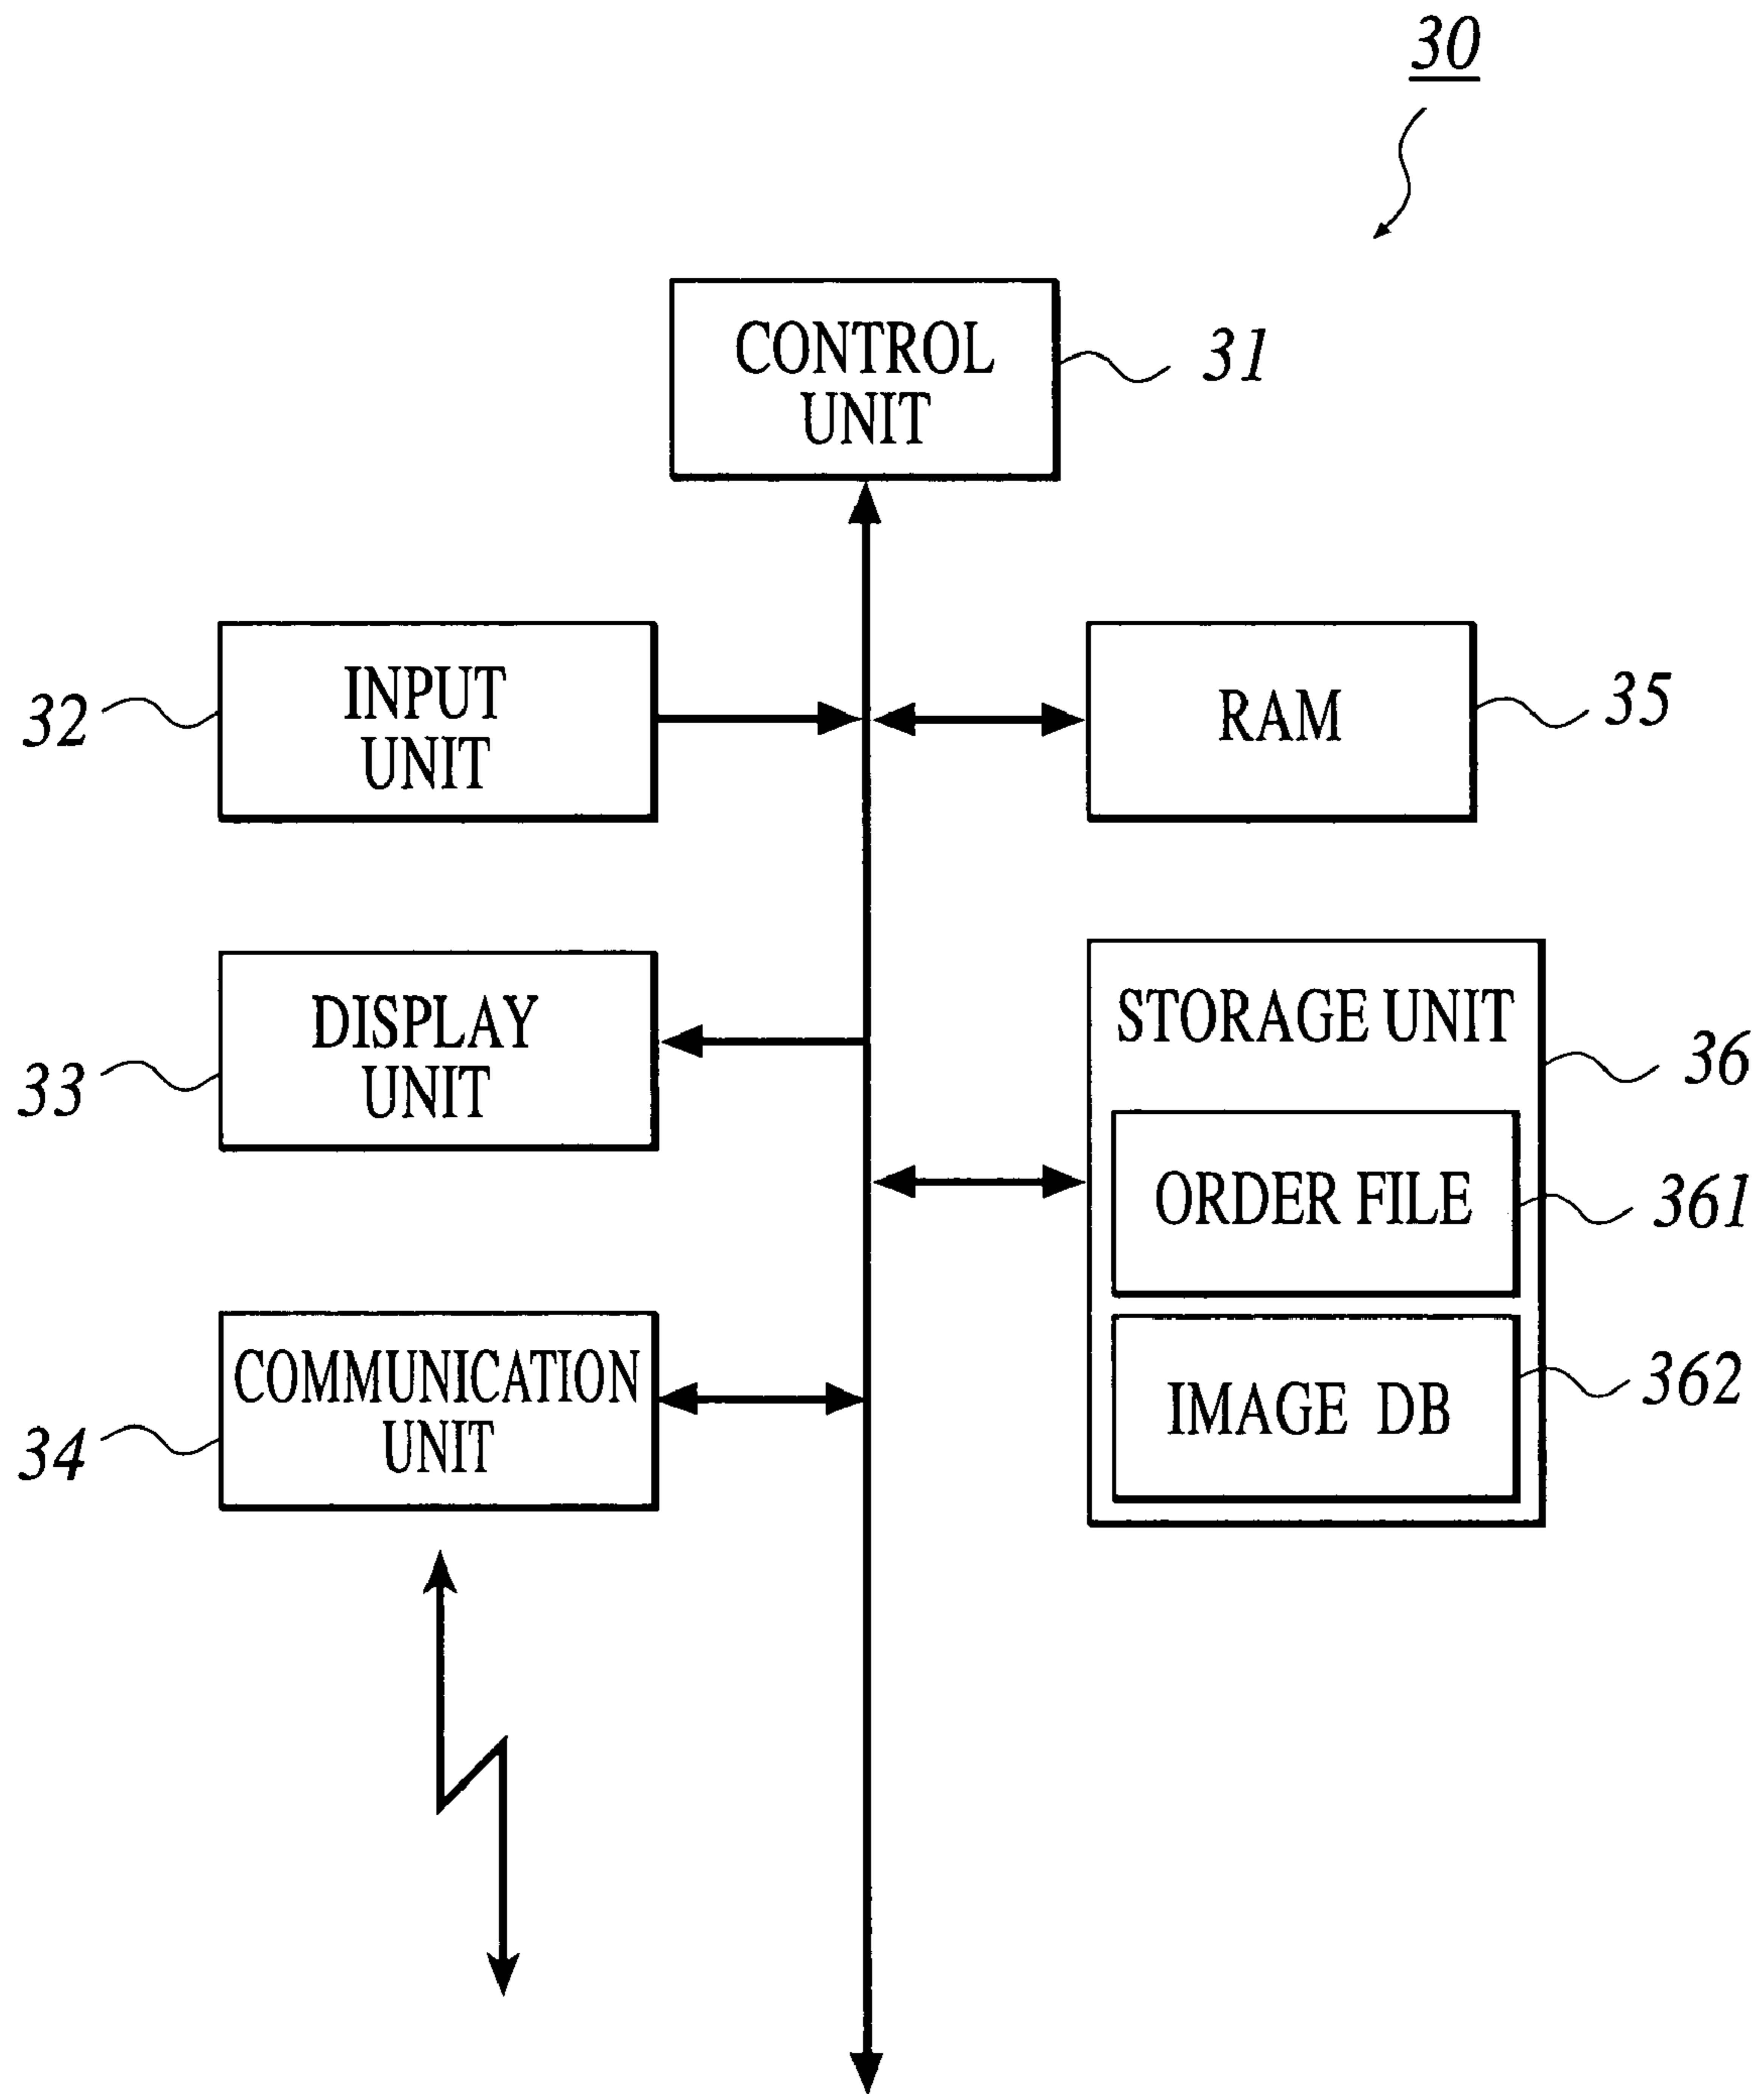 30
CONTROL
UNIT
31
INPUT
UNIT
32
RAM
35
DISPLAY
UNIT
33
STORAGE UNIT
36
ORDER FILE
361
IMAGE DB
362
COMMUNICATION
UNIT
34